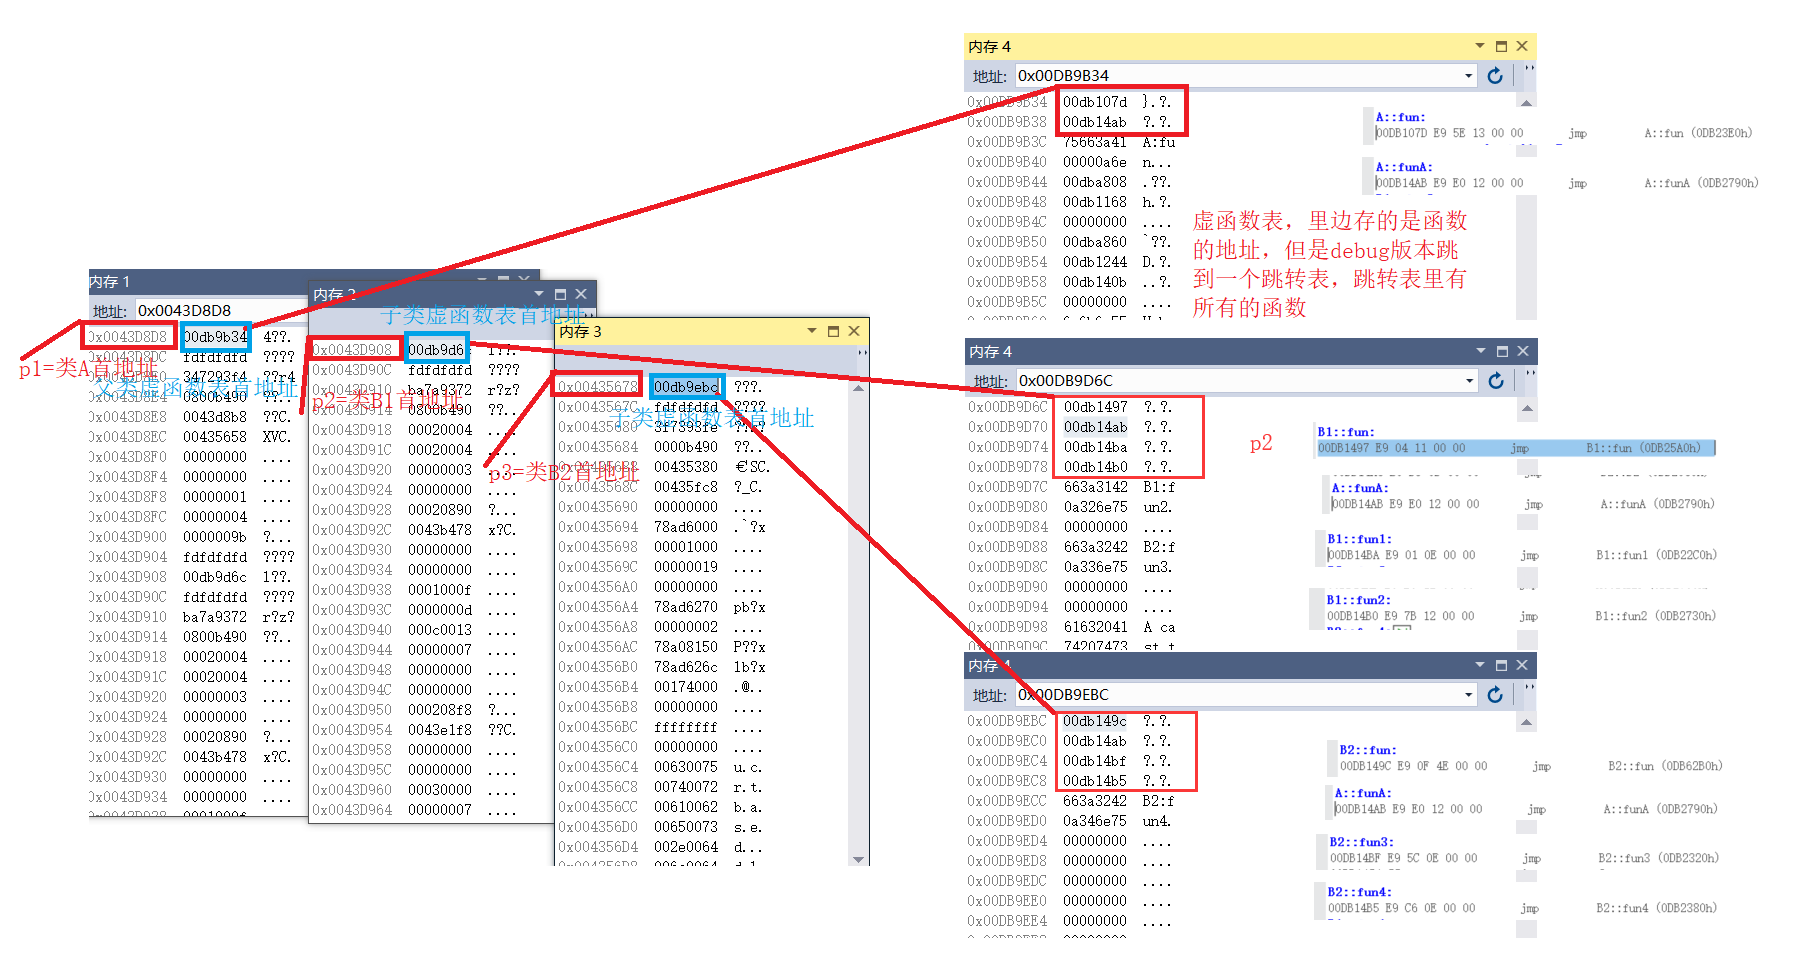 内存 1
地址: 0x0043D8D8
0x0043D8D8 00db9b34 4??.
0x0043D8DC fdfdfdfd ????
347293f4 ??r4
0800b490 ??..
0x0043D8E8 0043d8b8 ??C.
0x0043D8EC 00435658 XVC.
0x0043D8F0 00000000 ....
0x0043D8F4 00000000 ....
0x0043D8F8 00000001 ....
0x0043D8FC 00000004 ....
0x0043D900 0000009b ?...
0x0043D904 fdfdfdfd ????
0x0043D908 00db9d6c l??.
0x0043D90C fdfdfdfd ????
0x0043D910 ba7a9372 r?z?
0x0043D914 0800b490 ??..
0x0043D918 00020004 ....
0x0043D91C 00020004 ....
0x0043D920 00000003 ....
0x0043D924 00000000 ....
0x0043D928 00020890 ?...
0x0043D92C 0043b478 x?C.
0x0043D930 00000000 ....
0x0043D934 00000000 ....
p1=类A首地址
父类虚函数表首地址
内存 2
子类虚函数表首地址
0x0043D908 00db9d6c l??.
0x0043D90C fdfdfdfd ????
0x0043D910 ba7a9372 r?z?
0x0043D914 0800b490 ??..
0x0043D918 00020004 ....
0x0043D91C 00020004 ....
0x0043D920 00000003 ....
0x0043D924 00000000 ....
0x0043D928 00020890 ?...
0x0043D92C 0043b478 x?C.
0x0043D930 00000000 ....
0x0043D934 00000000 ....
0x0043D938 0001000f ....
0x0043D93C 0000000d ....
0x0043D940 000c0013 ....
0x0043D944 00000007 ....
0x0043D948 00000000 ....
0x0043D94C 00000000 ....
0x0043D950 000208f8 ?...
0x0043D954 0043e1f8 ??C.
0x0043D958 00000000 ....
0x0043D95C 00000000 ....
0x0043D960 00030000 ....
0x0043D964 00000007 ....
p2=类B1首地址
内存 3
0x00435678 00db9ebc ???.
0x0043567C fdfdfdfd ????
0x00435680 3f7393fe ??s?
0x00435684 0000b490 ??..
0x00435688 00435380 €SC.
0x0043568C 00435fc8 ?_C.
0x00435690 00000000 ....
0x00435694 78ad6000 .`?x
0x00435698 00001000 ....
0x0043569C 00000019 ....
0x004356A0 00000000 ....
0x004356A4 78ad6270 pb?x
0x004356A8 00000002 ....
0x004356AC 78a08150 P??x
0x004356B0 78ad626c lb?x
0x004356B4 00174000 .@..
0x004356B8 00000000 ....
0x004356BC ffffffff ....
0x004356C0 00000000 ....
0x004356C4 00630075 u.c.
0x004356C8 00740072 r.t.
0x004356CC 00610062 b.a.
0x004356D0 00650073 s.e.
0x004356D4 002e0064 d...
子类虚函数表首地址
p3=类B2首地址
内存 4
地址: 0x00DB9B34
0x00DB9B34 00db107d }.?.
0x00DB9B38 00db14ab ?.?.
0x00DB9B3C 75663a41 A:fu
0x00DB9B40 00000a6e n...
0x00DB9B44 00dba808 .??.
0x00DB9B48 00db1168 h.?.
0x00DB9B4C 00000000 ....
0x00DB9B50 00dba860 `??.
0x00DB9B54 00db1244 D.?.
0x00DB9B58 00db140b ..?.
0x00DB9B5C 00000000 ....
A::fun:
00DB107D E9 5E 13 00 00 jmp A::fun (0DB23E0h)
A::funA:
00DB14AB E9 E0 12 00 00 jmp A::funA (0DB2790h)
虚函数表，里边存的是函数
的地址，但是debug版本跳
到一个跳转表，跳转表里有
所有的函数
内存 4
地址: 0x00DB9D6C
0x00DB9D6C 00db1497 ?.?.
0x00DB9D70 00db14ab ?.?.
0x00DB9D74 00db14ba ?.?.
0x00DB9D78 00db14b0 ?.?.
0x00DB9D7C 663a3142 B1:f
0x00DB9D80 0a326e75 un2.
0x00DB9D84 00000000 ....
0x00DB9D88 663a3242 B2:f
0x00DB9D8C 0a336e75 un3.
0x00DB9D90 00000000 ....
0x00DB9D94 00000000 ....
0x00DB9D98 61632041 A ca
0x00DB9D9C 74207473 st t
p2
B1::fun:
00DB1497 E9 04 11 00 00 jmp B1::fun (0DB25A0h)
A::funA:
00DB14AB E9 E0 12 00 00 jmp A::funA (0DB2790h)
B1::fun1:
00DB14BA E9 01 0E 00 00 jmp B1::fun1 (0DB22C0h)
B1::fun2:
00DB14B0 E9 7B 12 00 00 jmp B1::fun2 (0DB2730h)
内存 4
地址: 0x00DB9EBC
0x00DB9EBC 00db149c ?.?.
0x00DB9EC0 00db14ab ?.?.
0x00DB9EC4 00db14bf ?.?.
0x00DB9EC8 00db14b5 ?.?.
0x00DB9ECC 663a3242 B2:f
0x00DB9ED0 0a346e75 un4.
0x00DB9ED4 00000000 ....
0x00DB9ED8 00000000 ....
0x00DB9EDC 00000000 ....
0x00DB9EE0 00000000 ....
0x00DB9EE4 00000000 ....
B2::fun:
00DB149C E9 0F 4E 00 00 jmp B2::fun (0DB62B0h)
A::funA:
00DB14AB E9 E0 12 00 00 jmp A::funA (0DB2790h)
B2::fun3:
00DB14BF E9 5C 0E 00 00 jmp B2::fun3 (0DB2320h)
B2::fun4:
00DB14B5 E9 C6 0E 00 00 jmp B2::fun4 (0DB2380h)